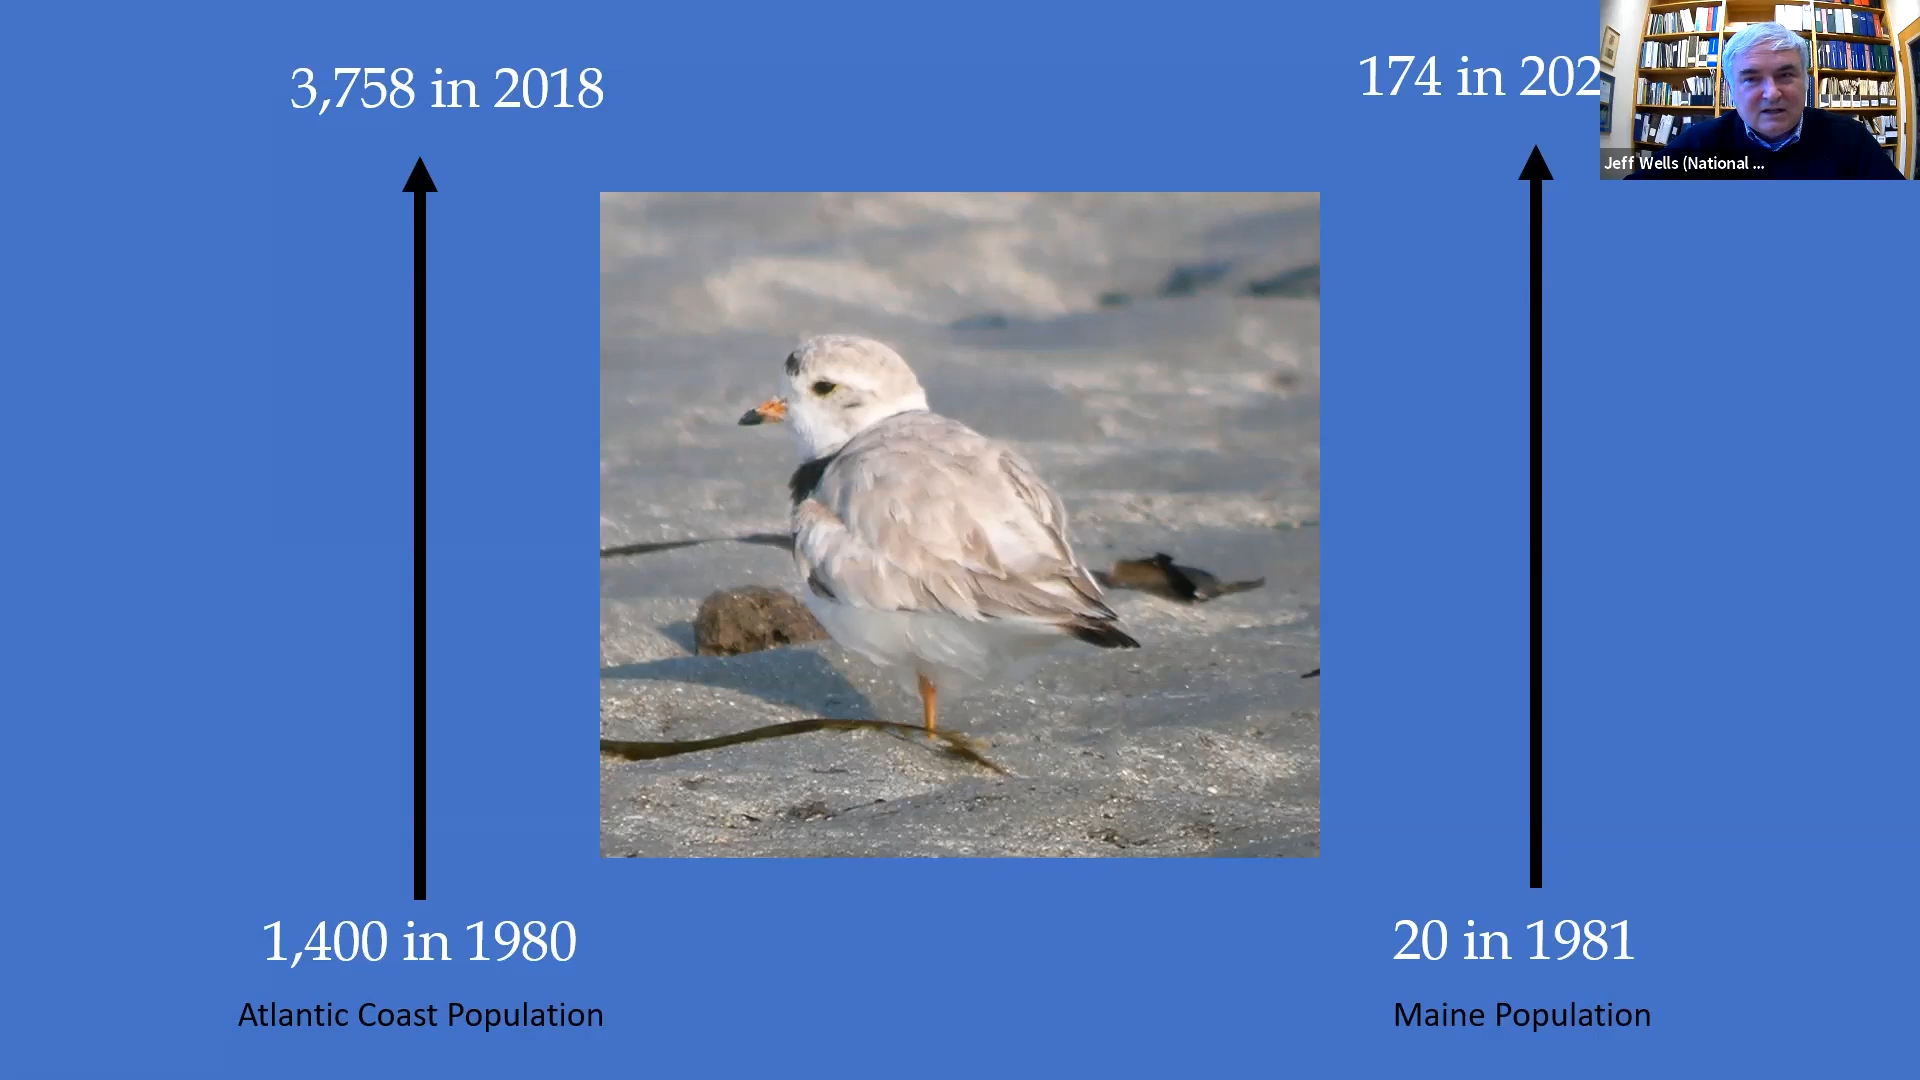 3,758 in 2018
174 in 202
Jeff Wells (National ...
1,400 in 1980
20 in 1981
Atlantic Coast Population
Maine Population